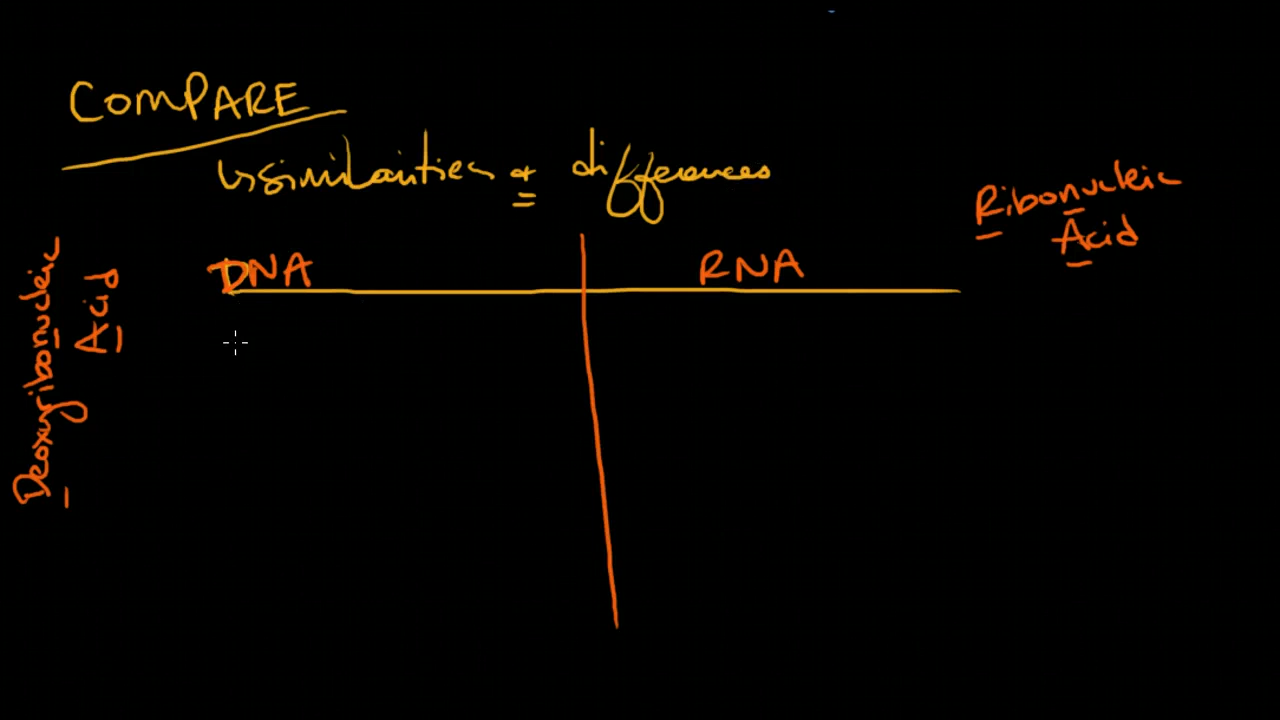 COMPARE
↳ similarities & differences
Ribonucleic
Acid
DNA
RNA
Deoxyribonucleic
Acid